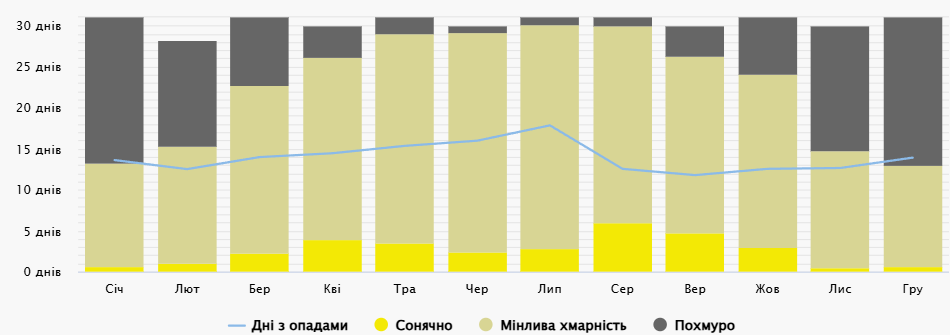 30 днів
25 днів
20 днів
15 днів
10 днів
5 днів
0 днів
Січ Лют Бер Кві Тра Чер Лип Сер Вер Жов Лис Гру
Дні з опадами Сонячно Мінлива хмарність Похмуро